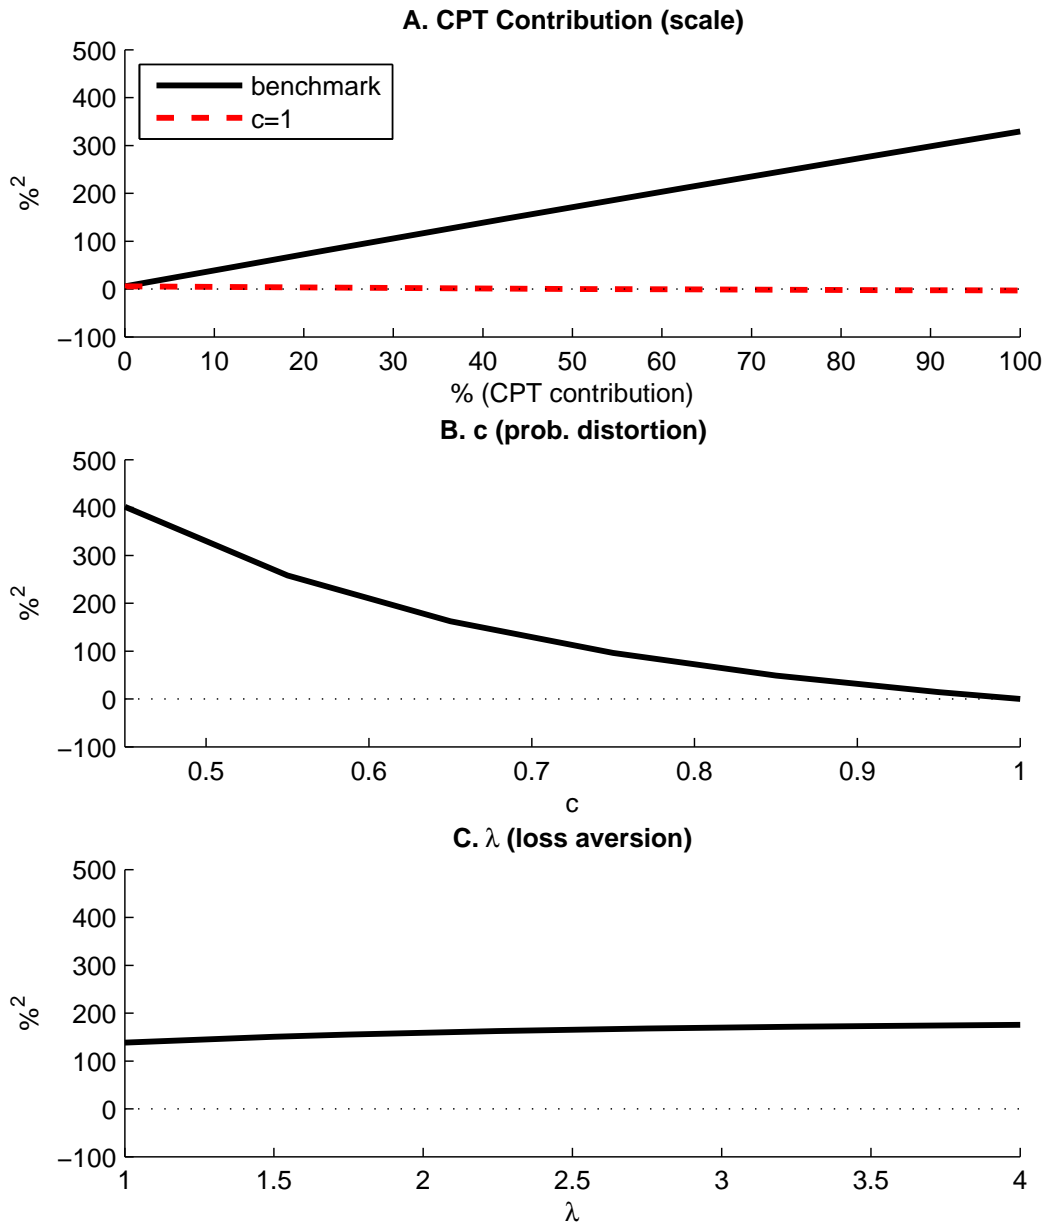 A. CPT Contribution (scale)
500
400
300
200
100
0
−100
%²
benchmark
c=1
0 10 20 30 40 50 60 70 80 90 100
% (CPT contribution)
B. c (prob. distortion)
500
400
300
200
100
0
−100
%²
0.5 0.6 0.7 0.8 0.9 1
c
C. λ (loss aversion)
500
400
300
200
100
0
−100
%²
1 1.5 2 2.5 3 3.5 4
λ